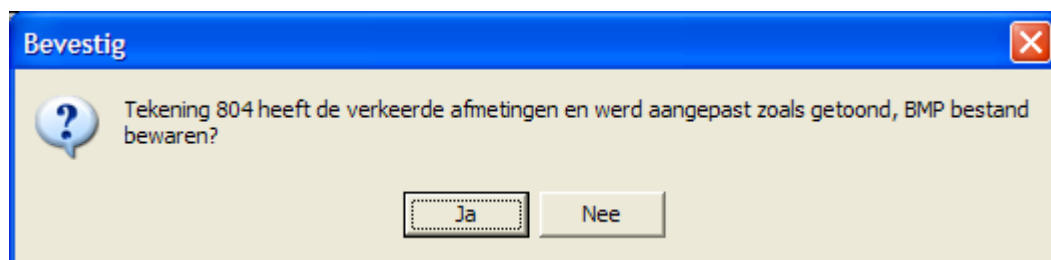 Bevestig
Tekening 804 heeft de verkeerde afmetingen en werd aangepast zoals getoond, BMP bestand
bewaren?
Ja
Nee